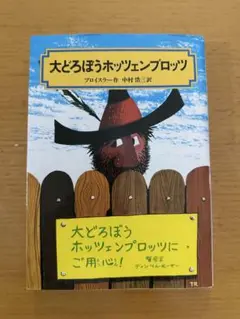 大どろぼうホッツェンプロッツ
プロイスラー作 中村浩三訳
大どろぼう
ホッツェンプロッツに
ご用心!
警部
ディンペルモーザー